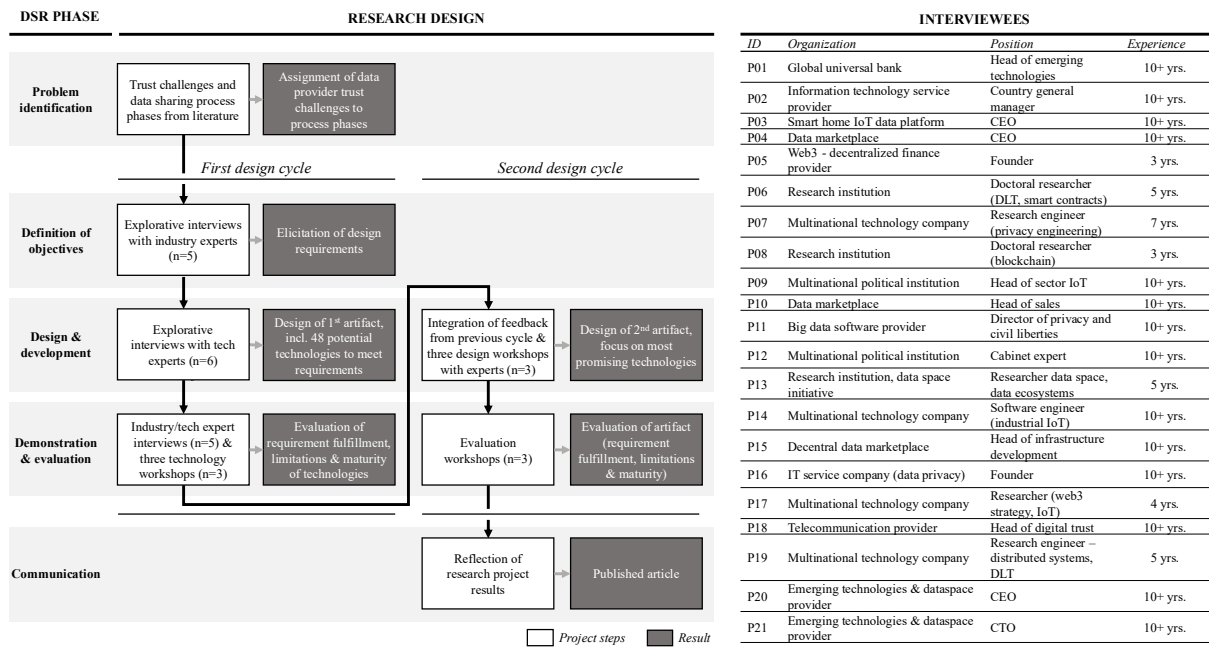 DSR PHASE
RESEARCH DESIGN
Problem
identification
Trust challenges and
data sharing process
phases from literature
Assignment of data
provider trust
challenges to
process phases
First design cycle
Second design cycle
Definition of
objectives
Explorative interviews
with industry experts
(n=5)
Elicitation of design
requirements
Design &
development
Explorative
interviews with tech
experts (n=6)
Design of 1st artifact,
incl. 48 potential
technologies to meet
requirements
Integration of feedback
from previous cycle &
three design workshops
with experts (n=3)
Design of 2nd artifact,
focus on most
promising technologies
Demonstration
& evaluation
Industry/tech expert
interviews (n=5) &
three technology
workshops (n=3)
Evaluation of
requirement fulfillment,
limitations & maturity
of technologies
Evaluation
workshops (n=3)
Evaluation of artifact
(requirement
fulfillment, limitations
& maturity)
Communication
Reflection of
research project
results
Published article
Project steps
Result
INTERVIEWEES
ID Organization Position Experience
P01 Global universal bank Head of emerging
technologies 10+ yrs.
P02 Information technology service
provider Country general
manager 10+ yrs.
P03 Smart home IoT data platform CEO 10+ yrs.
P04 Data marketplace CEO 10+ yrs.
P05 Web3 - decentralized finance
provider Founder 3 yrs.
P06 Research institution Doctoral researcher
(DLT, smart contracts) 5 yrs.
P07 Multinational technology company Research engineer
(privacy engineering) 7 yrs.
P08 Research institution Doctoral researcher
(blockchain) 3 yrs.
P09 Multinational political institution Head of sector IoT 10+ yrs.
P10 Data marketplace Head of sales 10+ yrs.
P11 Big data software provider Director of privacy and
civil liberties 10+ yrs.
P12 Multinational political institution Cabinet expert 10+ yrs.
P13 Research institution, data space
initiative Researcher data space,
data ecosystems 5 yrs.
P14 Multinational technology company Software engineer
(industrial IoT) 10+ yrs.
P15 Decentral data marketplace Head of infrastructure
development 10+ yrs.
P16 IT service company (data privacy) Founder 10+ yrs.
P17 Multinational technology company Researcher (web3
strategy, IoT) 4 yrs.
P18 Telecommunication provider Head of digital trust 10+ yrs.
P19 Multinational technology company Research engineer –
distributed systems,
DLT 5 yrs.
P20 Emerging technologies & dataspace
provider CEO 10+ yrs.
P21 Emerging technologies & dataspace
provider CTO 10+ yrs.